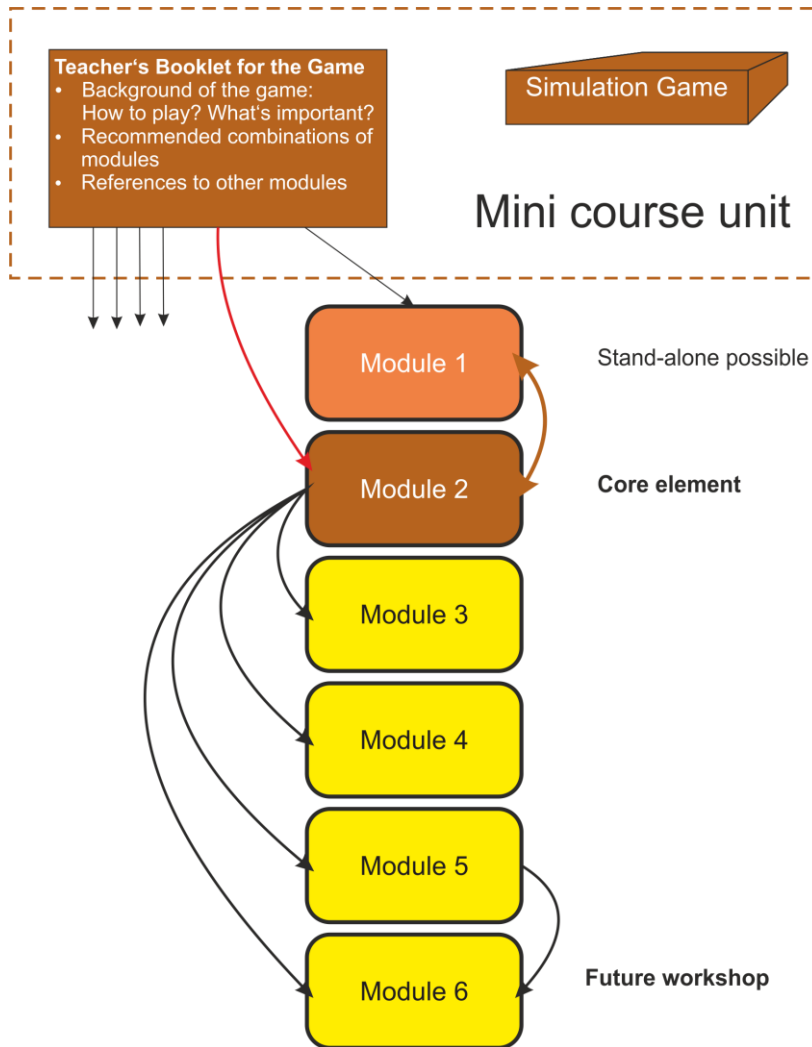 Teacher‘s Booklet for the Game
• Background of the game:
How to play? What‘s important?
• Recommended combinations of
modules
• References to other modules
Simulation Game
Mini course unit
Module 1
Stand-alone possible
Module 2
Core element
Module 3
Module 4
Module 5
Module 6
Future workshop